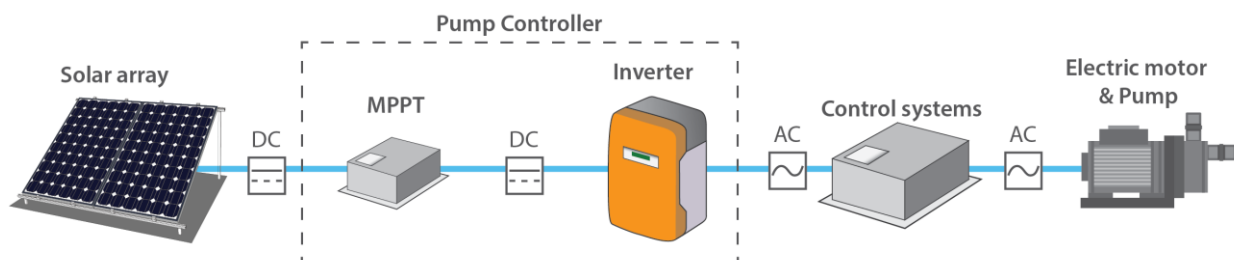 Pump Controller
Solar array
DC
MPPT
DC
Inverter
AC
Control systems
AC
Electric motor
& Pump